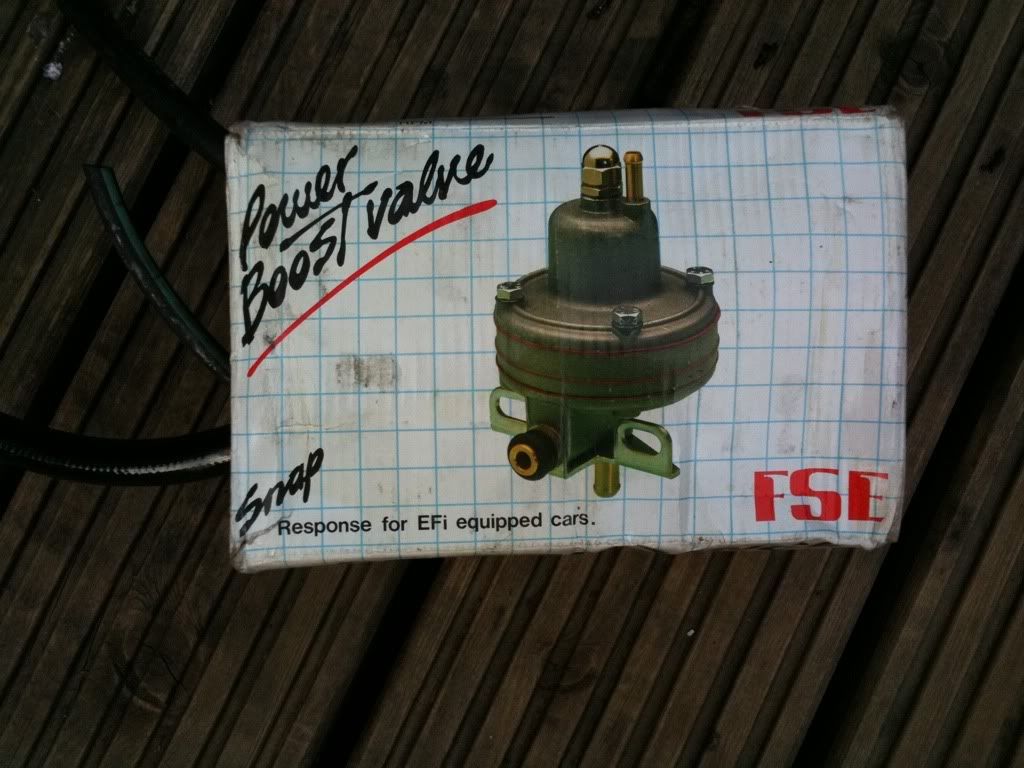 Power
Boost valve
Snap
Response for EFi equipped cars.
FSE